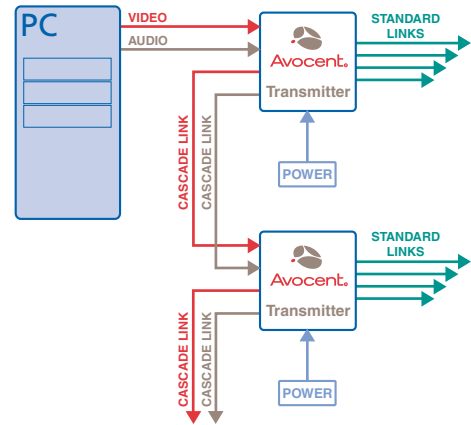 PC
VIDEO
AUDIO
Avocent®
Transmitter
STANDARD
LINKS
CASCADE LINK
CASCADE LINK
POWER
Avocent®
Transmitter
STANDARD
LINKS
CASCADE LINK
CASCADE LINK
POWER